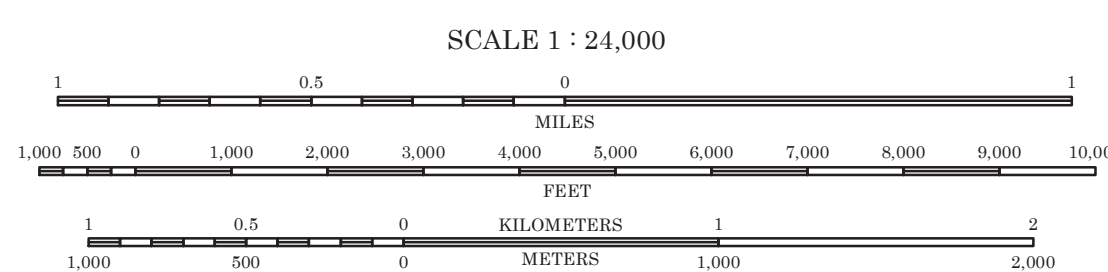 SCALE 1 : 24,000
1 0.5 0 1
MILES
1,000 500 0 1,000 2,000 3,000 4,000 5,000 6,000 7,000 8,000 9,000 10,00
FEET
1 0.5 0 KILOMETERS 1 2
1,000 500 0 METERS 1,000 2,000